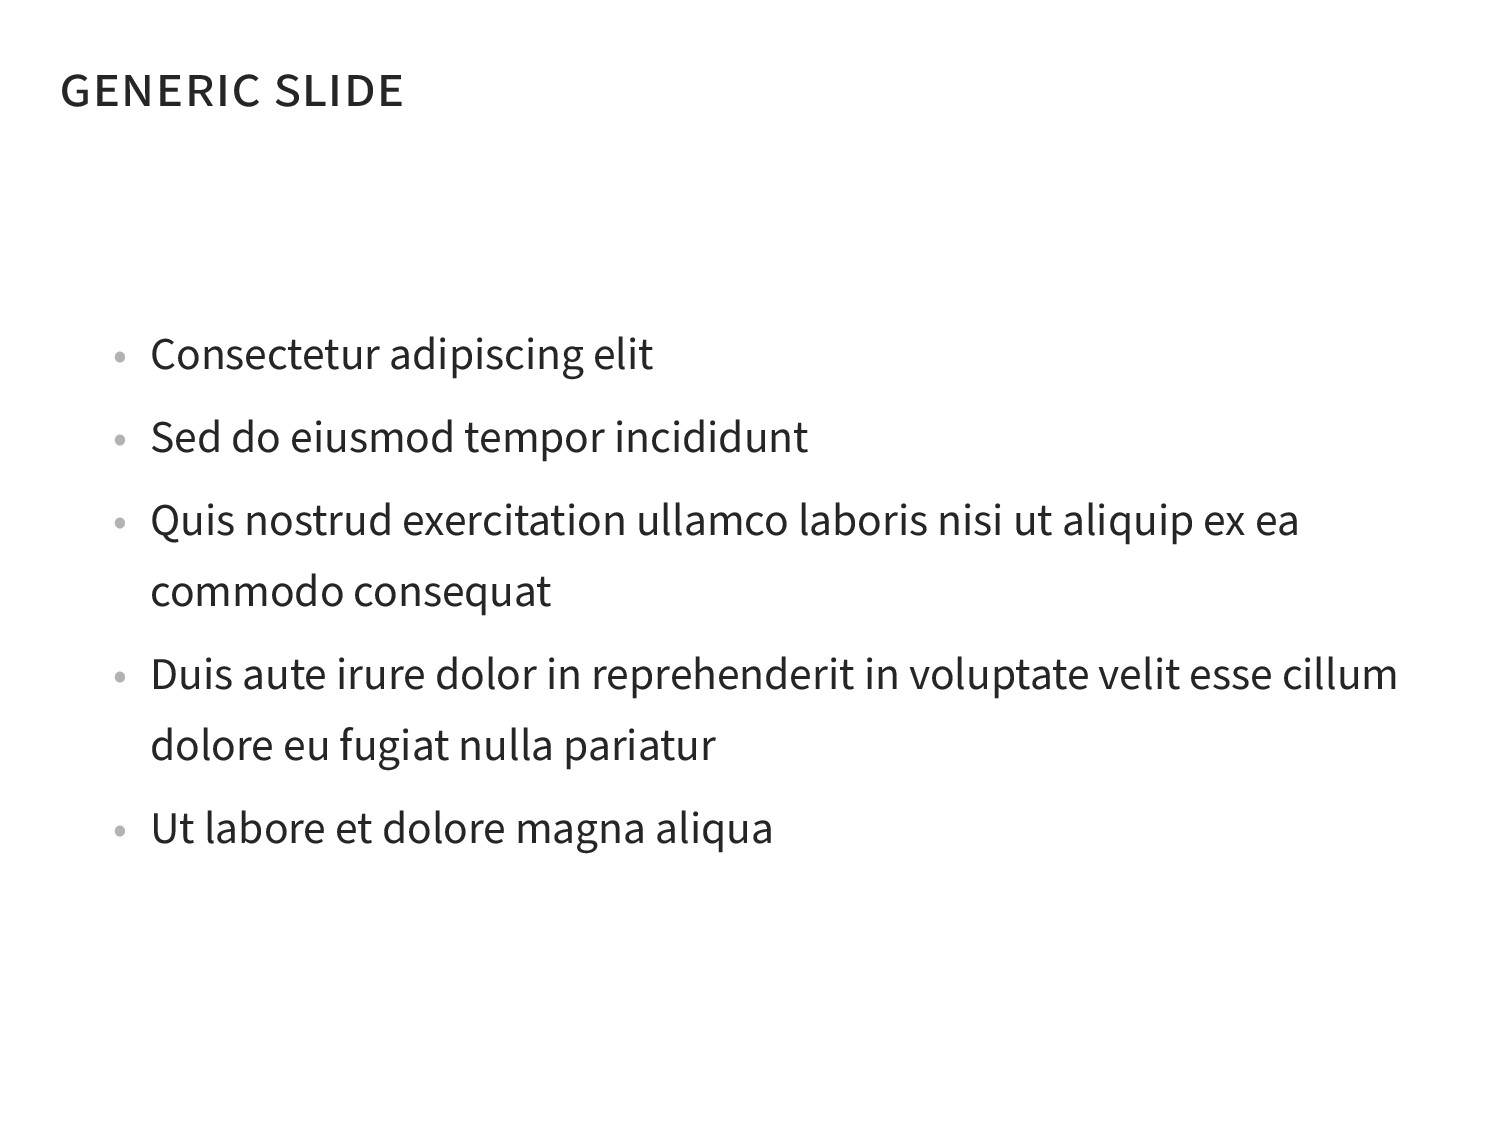 GENERIC SLIDE
• Consectetur adipiscing elit
• Sed do eiusmod tempor incididunt
• Quis nostrud exercitation ullamco laboris nisi ut aliquip ex ea
commodo consequat
• Duis aute irure dolor in reprehenderit in voluptate velit esse cillum
dolore eu fugiat nulla pariatur
• Ut labore et dolore magna aliqua